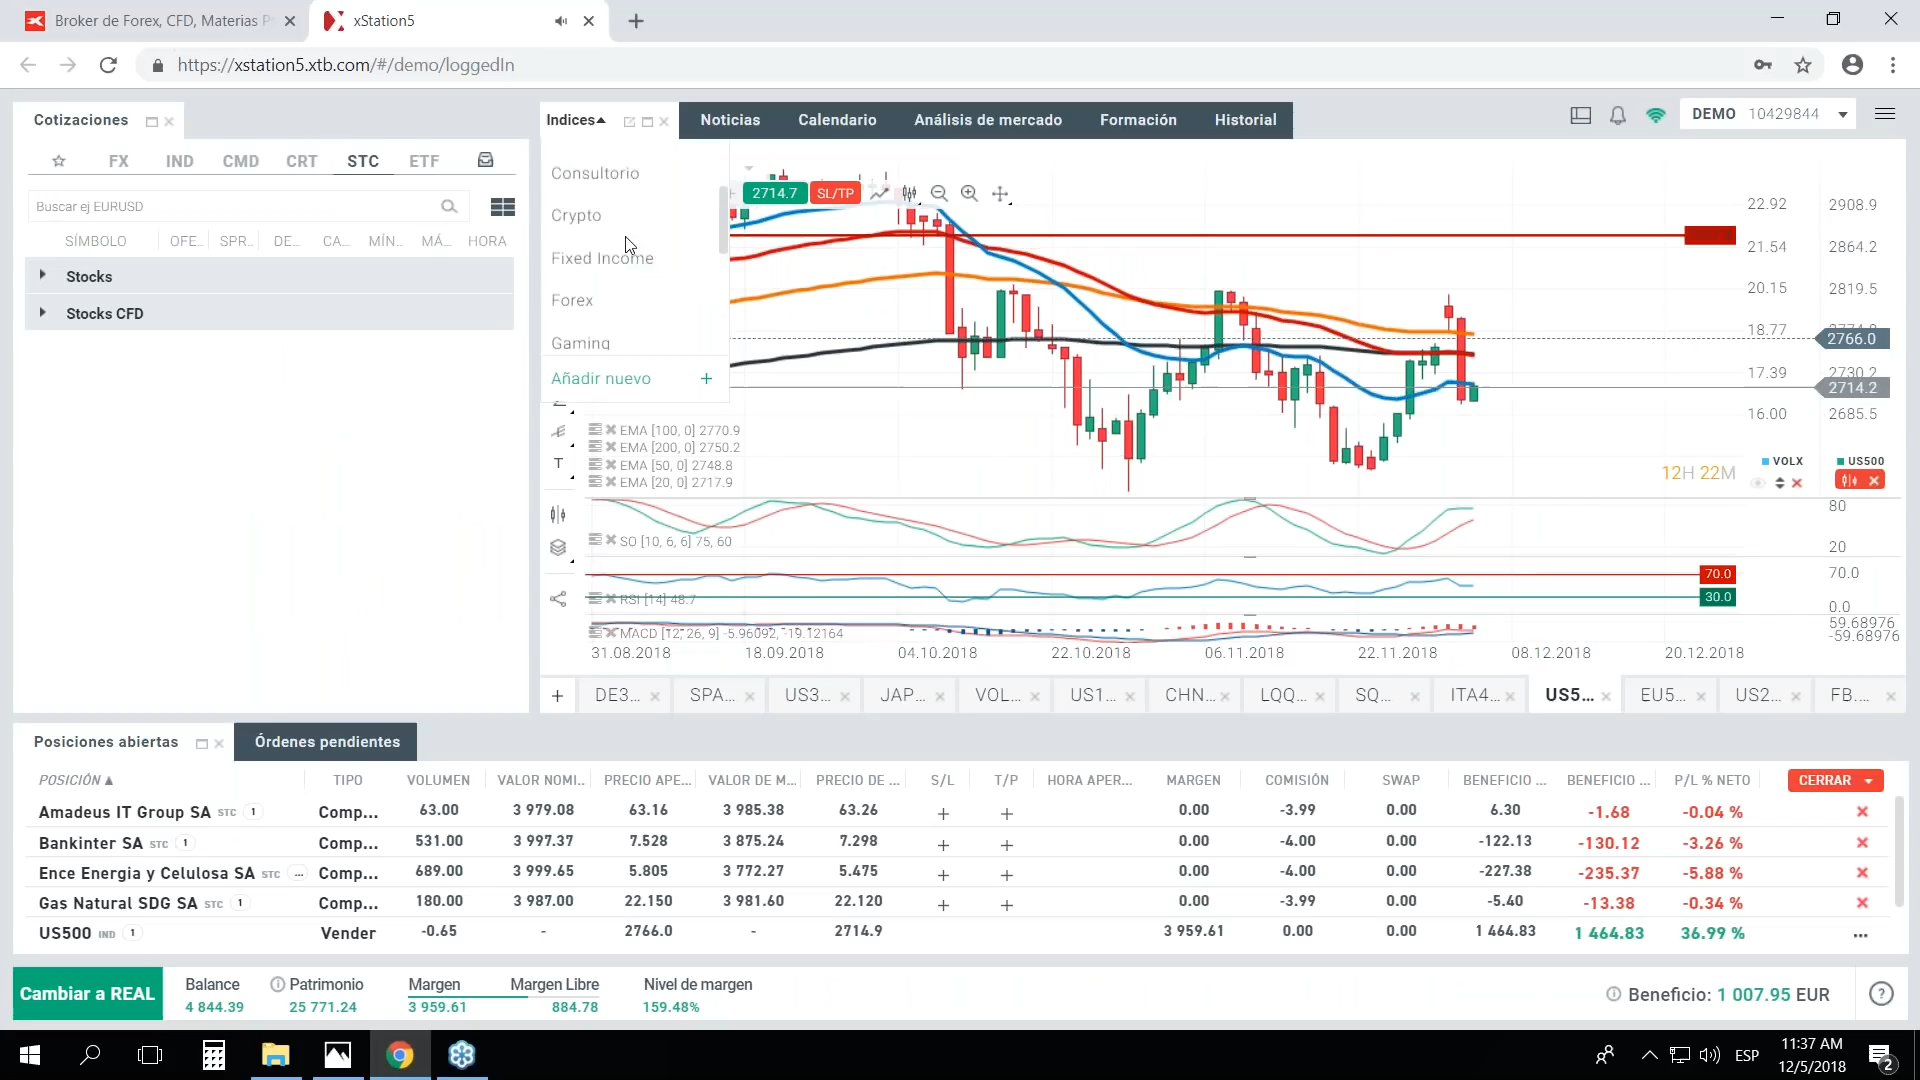 Broker de Forex, CFD, Materias P
xStation5
https://xstation5.xtb.com/#/demo/loggedIn
Cotizaciones
Indices
Noticias
Calendario
Análisis de mercado
Formación
Historial
DEMO 10429844
FX IND CMD CRT STC ETF
Buscar ej EURUSD
SÍMBOLO OFE... SPR.. DE... CA... MÍN.. MÁ... HORA
Stocks
Stocks CFD
Consultorio
Crypto
Fixed Income
Forex
Gaming
Añadir nuevo +
2714.7 SL/TP
22.92 2908.9
21.54 2864.2
20.15 2819.5
18.77
2766.0
17.39 2730.2
2714.2
16.00 2685.5
EMA [100, 0] 2770.9
EMA [200, 0] 2750.2
EMA [50, 0] 2748.8
EMA [20, 0] 2717.9
T
12H 22M
VOLX US500
80
SO [10, 6, 6] 75, 60
20
70.0 70.0
RSI [14] 48.7
30.0
0.0
59.68976
MACD [12, 26, 9] -5.96092, -19.12164
-59.68976
31.08.2018 18.09.2018 04.10.2018 22.10.2018 06.11.2018 22.11.2018 08.12.2018 20.12.2018
+ DE3... SPA... US3... JAP... VOL... US1... CHN... LQQ... SQ... ITA4... US5... EU5... US2... FB....
Posiciones abiertas
Órdenes pendientes
POSICIÓN TIPO VOLUMEN VALOR NOMI... PRECIO APE... VALOR DE M... PRECIO DE ... S/L T/P HORA APER... MARGEN COMISIÓN SWAP BENEFICIO ... BENEFICIO ... P/L % NETO CERRAR
Amadeus IT Group SA STC 1 Comp... 63.00 3 979.08 63.16 3 985.38 63.26 + + 0.00 -3.99 0.00 6.30 -1.68 -0.04 %
Bankinter SA STC 1 Comp... 531.00 3 997.37 7.528 3 875.24 7.298 + + 0.00 -4.00 0.00 -122.13 -130.12 -3.26 %
Ence Energia y Celulosa SA STC ... Comp... 689.00 3 999.65 5.805 3 772.27 5.475 + + 0.00 -4.00 0.00 -227.38 -235.37 -5.88 %
Gas Natural SDG SA STC 1 Comp... 180.00 3 987.00 22.150 3 981.60 22.120 + + 0.00 -3.99 0.00 -5.40 -13.38 -0.34 %
US500 IND 1 Vender -0.65 - 2766.0 - 2714.9 3 959.61 0.00 0.00 1 464.83 1 464.83 36.99 % ...
Cambiar a REAL
Balance Patrimonio Margen Margen Libre Nivel de margen
4 844.39 25 771.24 3 959.61 884.78 159.48%
Beneficio: 1 007.95 EUR
?
ESP
11:37 AM
12/5/2018
2